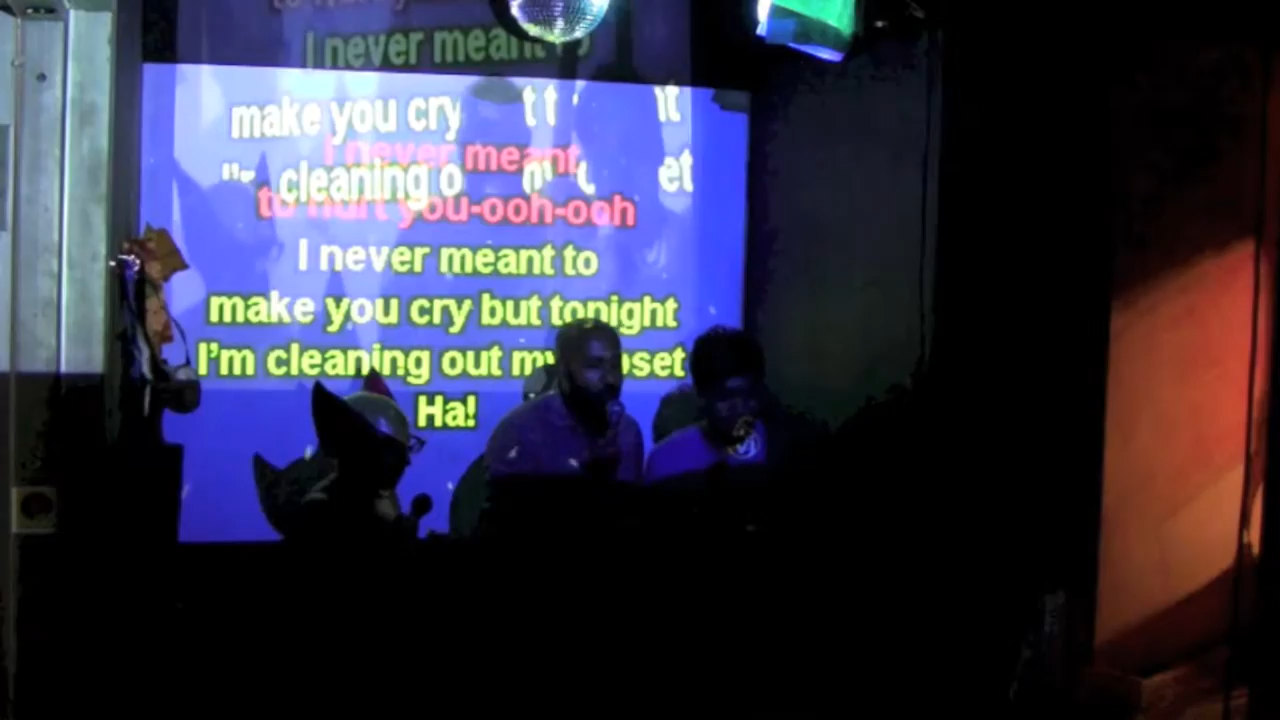 I never meant to
make you cry
cleaning
I never meant
to hurt you-ooh-ooh
I never meant to
make you cry but tonight
I'm cleaning out my
Ha!